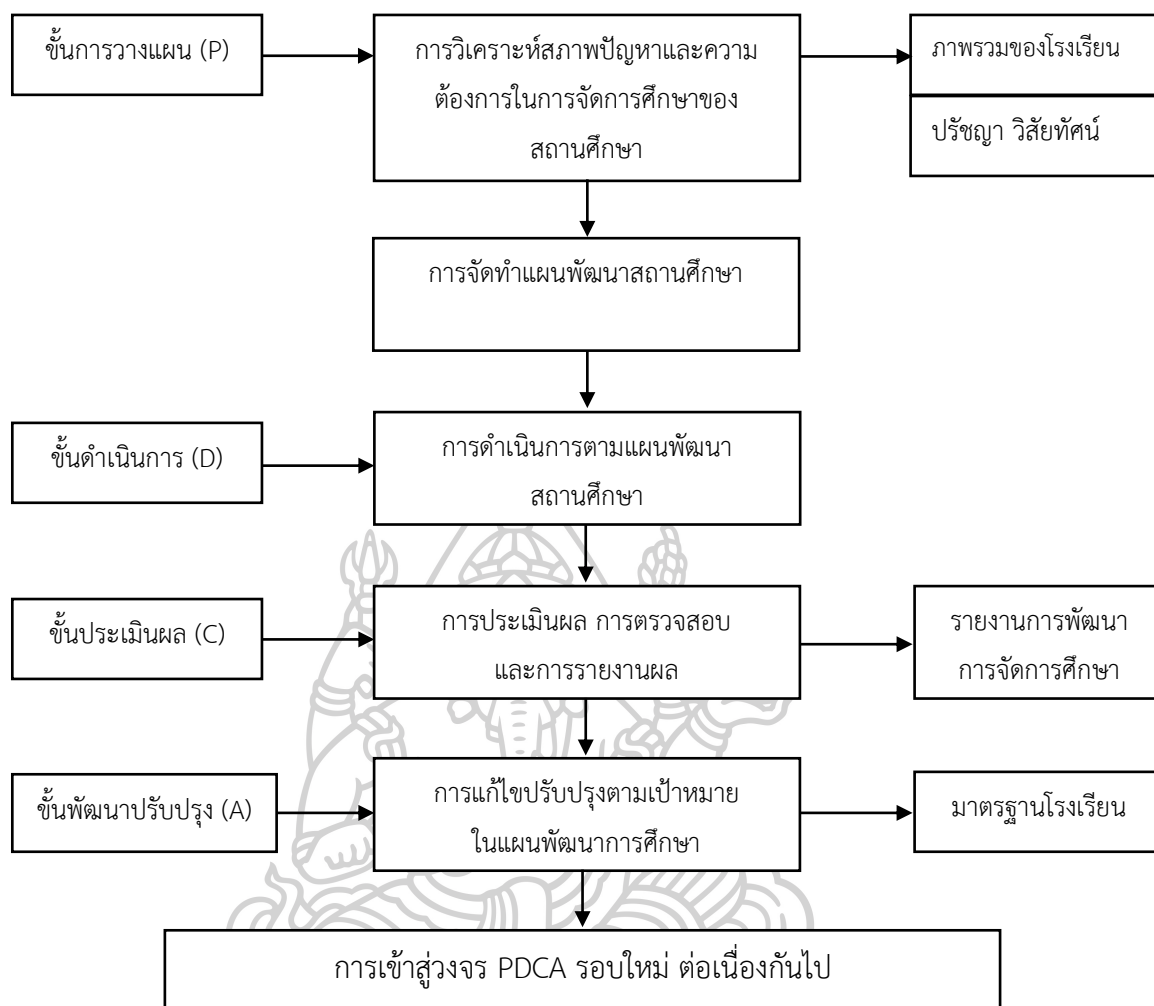 ขั้นการวางแผน (P)
การวิเคราะห์สภาพปัญหาและความ
ต้องการในการจัดการศึกษาของ
สถานศึกษา
ภาพรวมของโรงเรียน
ปรัชญา วิสัยทัศน์
การจัดทำแผนพัฒนาสถานศึกษา
ขั้นดำเนินการ (D)
การดำเนินการตามแผนพัฒนา
สถานศึกษา
ขั้นประเมินผล (C)
การประเมินผล การตรวจสอบ
และการรายงานผล
รายงานการพัฒนา
การจัดการศึกษา
ขั้นพัฒนาปรับปรุง (A)
การแก้ไขปรับปรุงตามเป้าหมาย
ในแผนพัฒนาการศึกษา
มาตรฐานโรงเรียน
การเข้าสู่วงจร PDCA รอบใหม่ ต่อเนื่องกันไป